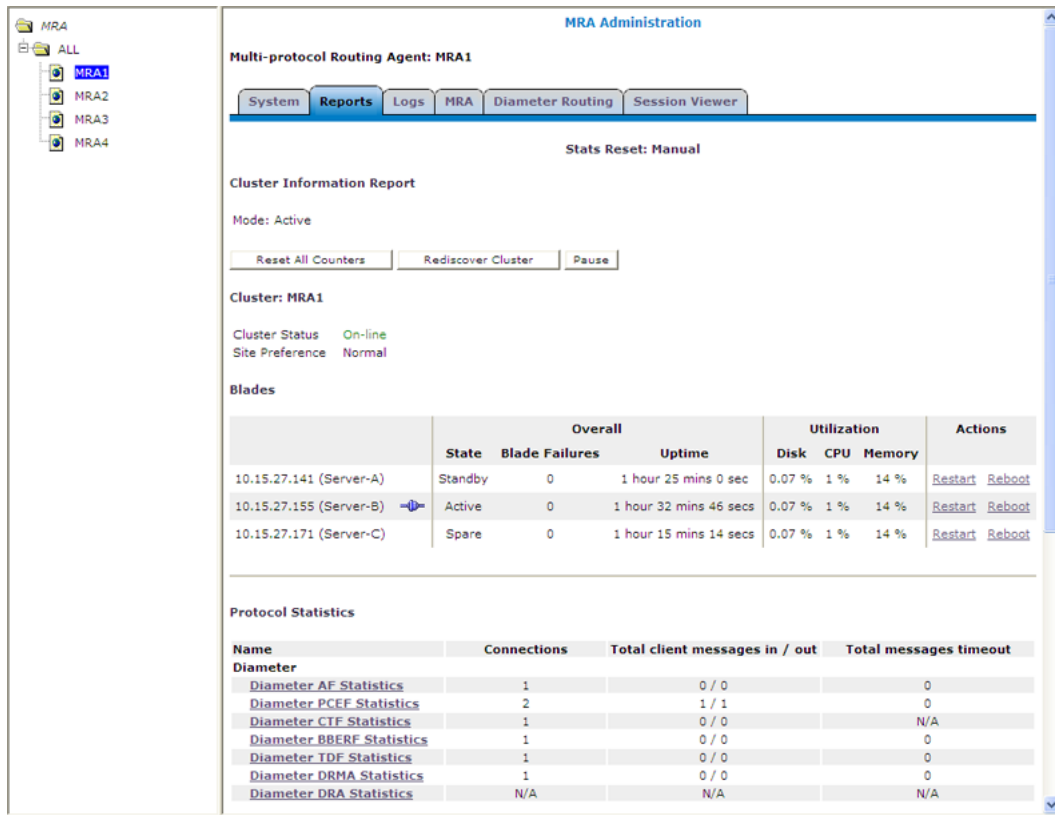 MRA
ALL
MRA1
MRA2
MRA3
MRA4
MRA Administration
Multi-protocol Routing Agent: MRA1
System Reports Logs MRA Diameter Routing Session Viewer
Stats Reset: Manual
Cluster Information Report
Mode: Active
Reset All Counters Rediscover Cluster Pause
Cluster: MRA1
Cluster Status On-line
Site Preference Normal
Blades
Overall Utilization Actions
State Blade Failures Uptime Disk CPU Memory
10.15.27.141 (Server-A) Standby 0 1 hour 25 mins 0 sec 0.07 % 1 % 14 % Restart Reboot
10.15.27.155 (Server-B) Active 0 1 hour 32 mins 46 secs 0.07 % 1 % 14 % Restart Reboot
10.15.27.171 (Server-C) Spare 0 1 hour 15 mins 14 secs 0.07 % 1 % 14 % Restart Reboot
Protocol Statistics
Name Connections Total client messages in / out Total messages timeout
Diameter
Diameter AF Statistics 1 0 / 0 0
Diameter PCEF Statistics 2 1 / 1 0
Diameter CTF Statistics 1 0 / 0 N/A
Diameter BBERF Statistics 1 0 / 0 0
Diameter TDF Statistics 1 0 / 0 0
Diameter DRMA Statistics 1 0 / 0 0
Diameter DRA Statistics N/A N/A N/A